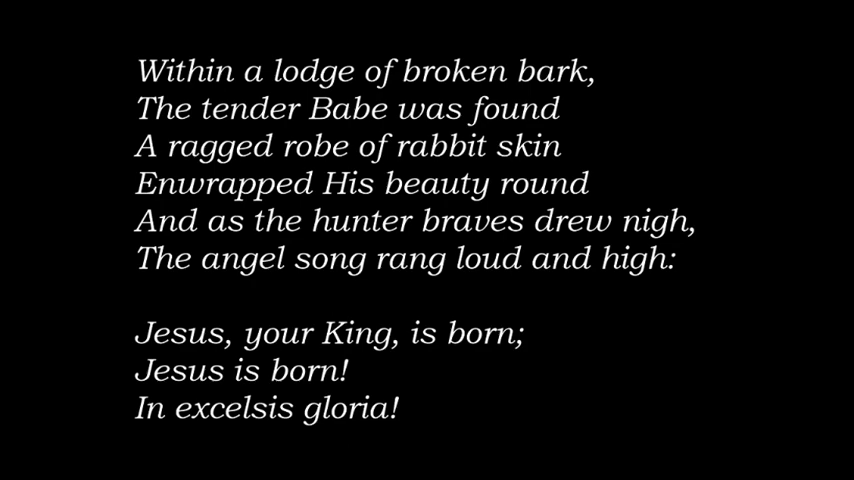 Within a lodge of broken bark,
The tender Babe was found
A ragged robe of rabbit skin
Enwrapped His beauty round
And as the hunter braves drew nigh,
The angel song rang loud and high:
Jesus, your King, is born;
Jesus is born!
In excelsis gloria!